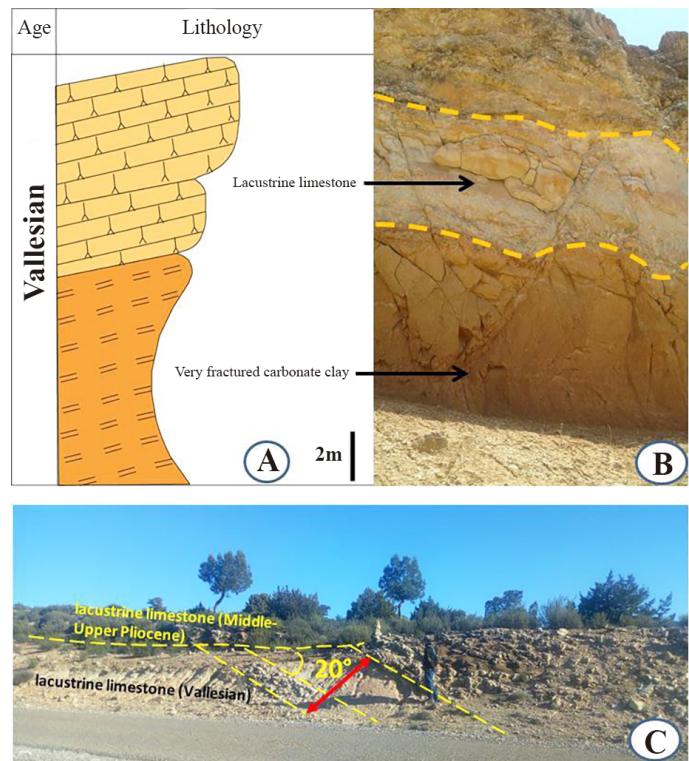 Age
Lithology
Vallesian
Lacustrine limestone
Very fractured carbonate clay
2m
A
B
lacustrine limestone (Middle-
Upper Pliocene)
20°
lacustrine limestone (Vallesian)
C